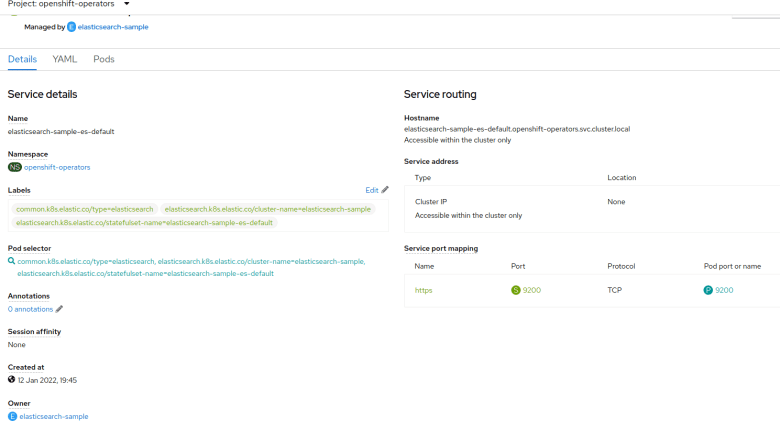 Project: openshift-operators
Managed by E elasticsearch-sample
Details YAML Pods
Service details
Name
elasticsearch-sample-es-default
Namespace
NS openshift-operators
Labels Edit
common.k8s.elastic.co/type=elasticsearch elasticsearch.k8s.elastic.co/cluster-name=elasticsearch-sample
elasticsearch.k8s.elastic.co/statefulset-name=elasticsearch-sample-es-default
Pod selector
common.k8s.elastic.co/type=elasticsearch, elasticsearch.k8s.elastic.co/cluster-name=elasticsearch-sample,
elasticsearch.k8s.elastic.co/statefulset-name=elasticsearch-sample-es-default
Annotations
0 annotations
Session affinity
None
Created at
12 Jan 2022, 19:45
Owner
E elasticsearch-sample
Service routing
Hostname
elasticsearch-sample-es-default.openshift-operators.svc.cluster.local
Accessible within the cluster only
Service address
Type Location
Cluster IP None
Accessible within the cluster only
Service port mapping
Name Port Protocol Pod port or name
https S 9200 TCP P 9200